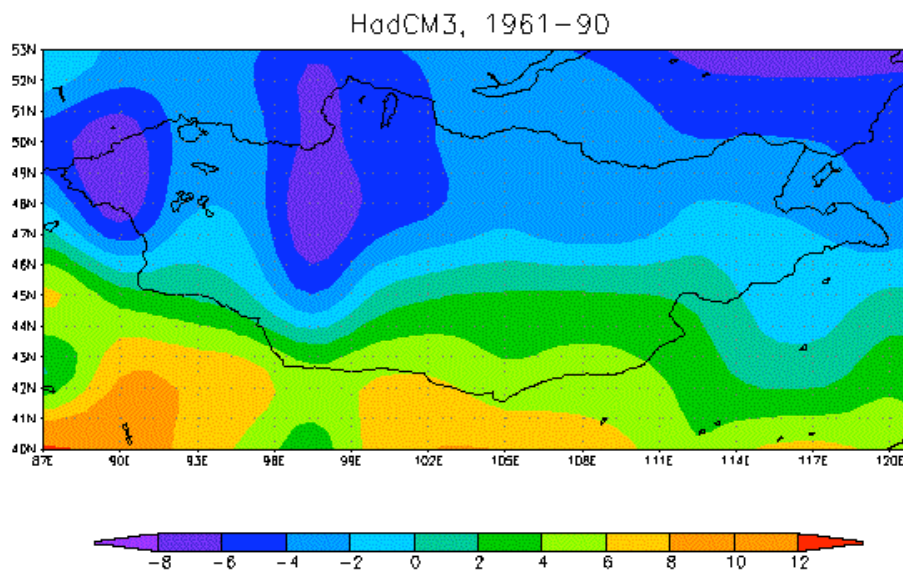 HadCM3, 1961-90
53N
52N
51N
50N
49N
48N
47N
46N
45N
44N
43N
42N
41N
40N
87E 90E 93E 96E 99E 102E 105E 108E 111E 114E 117E 120E
-8 -6 -4 -2 0 2 4 6 8 10 12